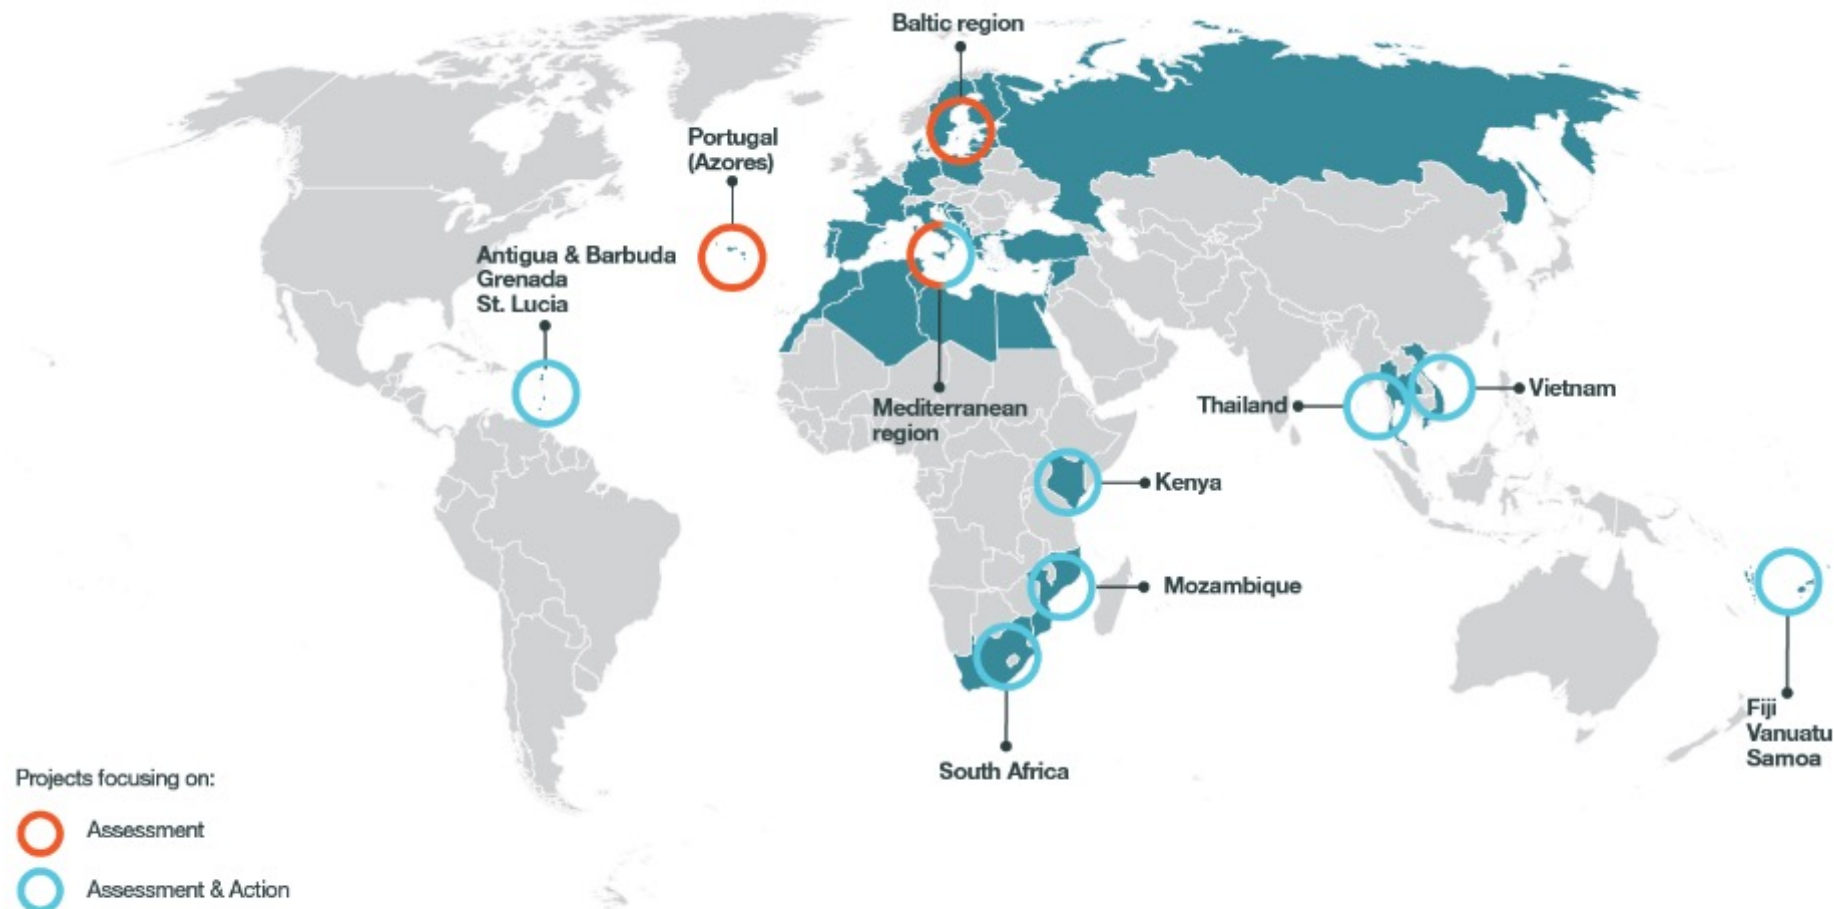 Baltic region
Portugal
(Azores)
Antigua & Barbuda
Grenada
St. Lucia
Mediterranean
region
Thailand
Vietnam
Kenya
Mozambique
South Africa
Fiji
Vanuatu
Samoa
Projects focusing on:
Assessment
Assessment & Action